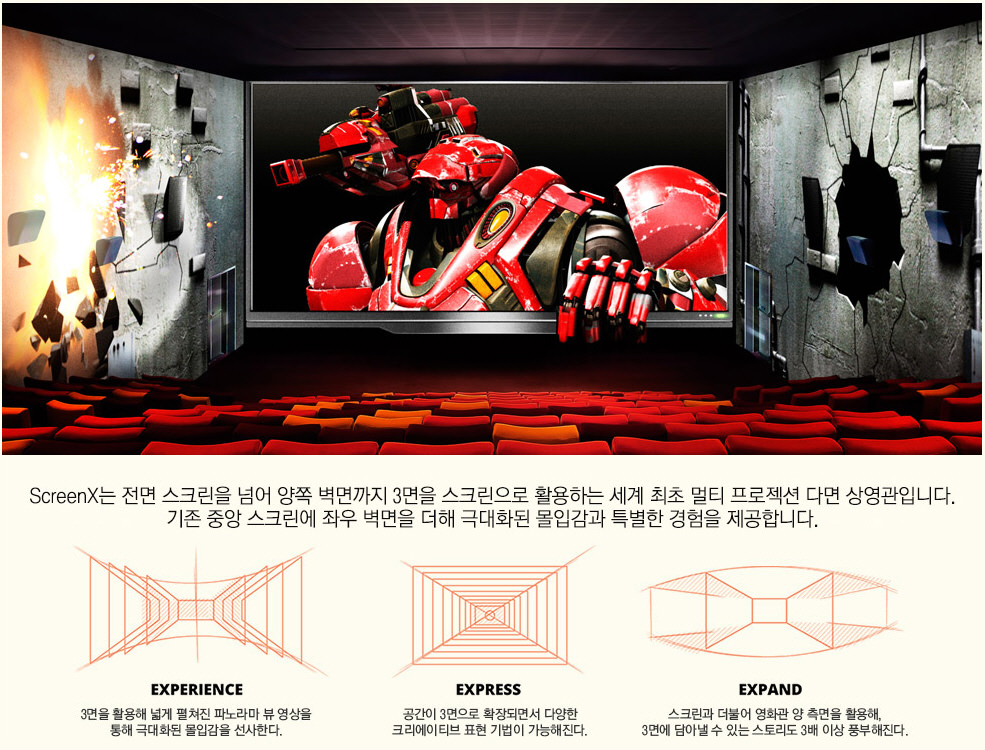 ScreenX는 전면 스크린을 넘어 양쪽 벽면까지 3면을 스크린으로 활용하는 세계 최초 멀티 프로젝션 다면 상영관입니다.
기존 중앙 스크린에 좌우 벽면을 더해 극대화된 몰입감과 특별한 경험을 제공합니다.
EXPERIENCE
3면을 활용해 넓게 펼쳐진 파노라마 뷰 영상을
통해 극대화된 몰입감을 선사한다.
EXPRESS
공간이 3면으로 확장되면서 다양한
크리에이티브 표현 기법이 가능해진다.
EXPAND
스크린과 더불어 영화관 양 측면을 활용해,
3면에 담아낼 수 있는 스토리도 3배 이상 풍부해진다.